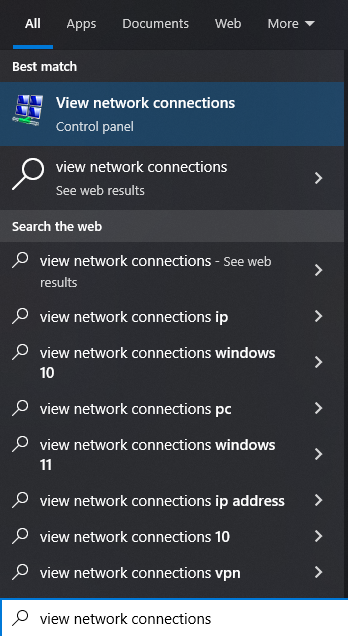 All Apps Documents Web More
Best match
View network connections
Control panel
view network connections
See web results
Search the web
view network connections - See web
results
view network connections ip
view network connections windows
10
view network connections pc
view network connections windows
11
view network connections ip address
view network connections 10
view network connections vpn
view network connections